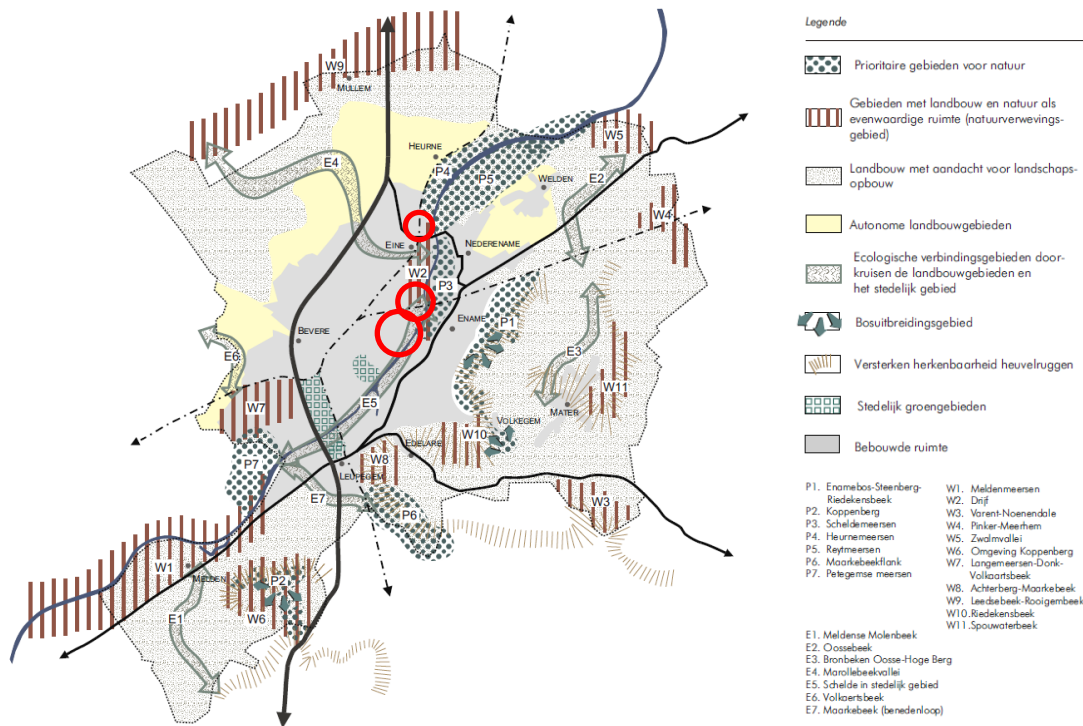 W9
MULLEM
HEURNE
W5
E4
P4
P5
WELDEN
E2
W4
EINE
NEDERENAME
W2
P3
ENAME
P1
BEVERE
E3
E6
E5
W11
W7
MATER
VOLKEGEM
W10
EDELARE
W8
P7
LEUPEGEM
E7
P6
W3
W1
MELDEN
P2
W6
E1
Legende
Prioritaire gebieden voor natuur
Gebieden met landbouw en natuur als
evenwaardige ruimte (natuurverwevings-
gebied)
Landbouw met aandacht voor landschaps-
opbouw
Autonome landbouwgebieden
Ecologische verbindingsgebieden door-
kruisen de landbouwgebieden en
het stedelijk gebied
Bosuitbreidingsgebied
Versterken herkenbaarheid heuvelruggen
Stedelijk groengebieden
Bebouwde ruimte
P1. Enamebos-Steenberg-
Riedekensbeek
P2. Koppenberg
P3. Scheldemeersen
P4. Heurnemeersen
P5. Reytmeersen
P6. Maarkebeekflank
P7. Petegemse meersen
W1. Meldenmeersen
W2. Drijf
W3. Varent-Noenendale
W4. Pinker-Meerhem
W5. Zwalmvallei
W6. Omgeving Koppenberg
W7. Langemeersen-Donk-
Volkaartsbeek
W8. Achterberg-Maarkebeek
W9. Leedsebeek-Rooigembeek
W10.Riedekensbeek
W11.Spouwaterbeek
E1. Meldense Molenbeek
E2. Oossebeek
E3. Bronbeken Oosse-Hoge Berg
E4. Marollebeekvallei
E5. Schelde in stedelijk gebied
E6. Volkaertsbeek
E7. Maarkebeek (benedenloop)